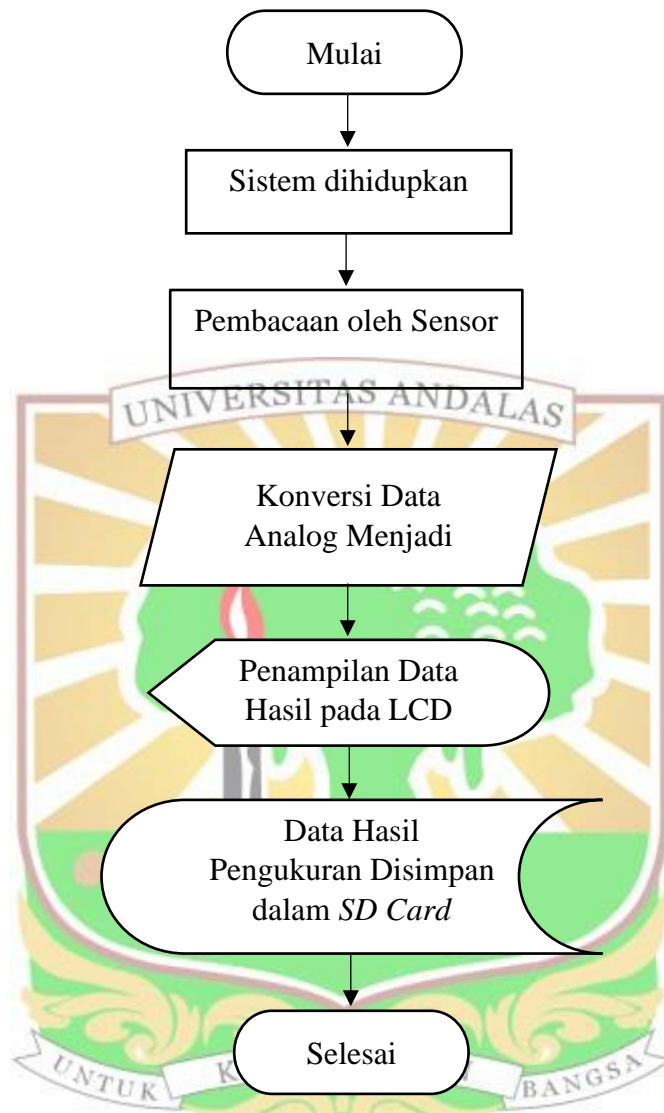 Mulai
Sistem dihidupkan
Pembacaan oleh Sensor
UNIVERSITAS ANDALAS
Konversi Data
Analog Menjadi
Penampilan Data
Hasil pada LCD
Data Hasil
Pengukuran Disimpan
dalam SD Card
Selesai
UNTUK
BANGSA